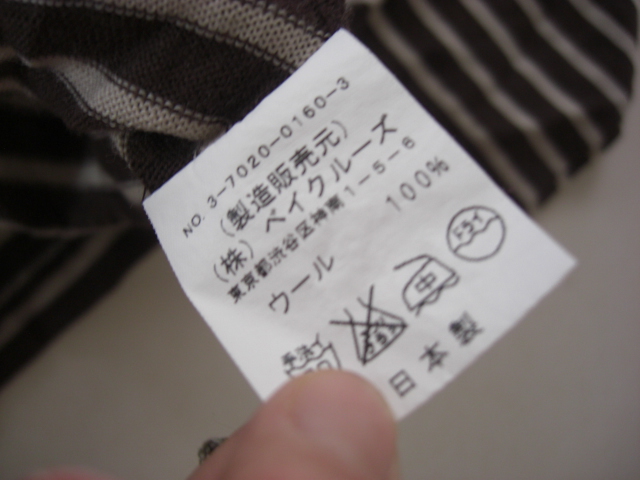 NO. 3-7020-0160-3
(製造販売元)
(株) ベイクルーズ
東京都渋谷区神南1-5-6
ウール 100%
手洗イ
中
ドライ
日本製